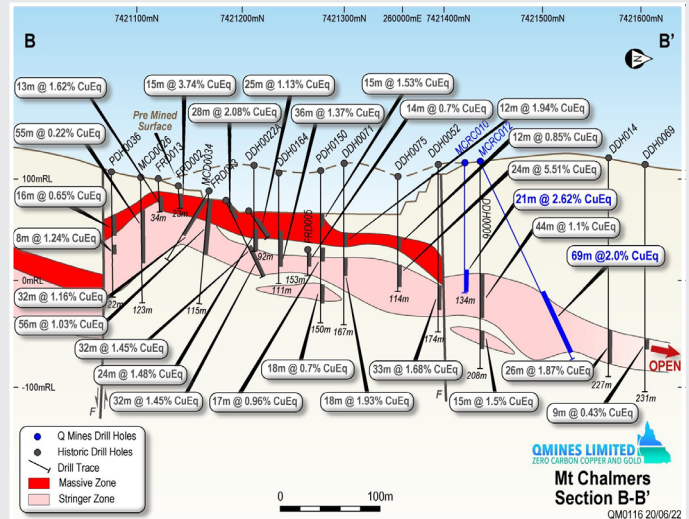 7421100mN
7421200mN
7421300mN
260000mE
7421400mN
7421500mN
7421600mN
B
B'
N
13m @ 1.62% CuEq
15m @ 3.74% CuEq
25m @ 1.13% CuEq
15m @ 1.53% CuEq
28m @ 2.08% CuEq
36m @ 1.37% CuEq
14m @ 0.7% CuEq
12m @ 1.94% CuEq
Pre Mined
Surface
55m @ 0.22% CuEq
12m @ 0.85% CuEq
24m @ 5.51% CuEq
16m @ 0.65% CuEq
21m @ 2.62% CuEq
8m @ 1.24% CuEq
44m @ 1.1% CuEq
69m @2.0% CuEq
PDH0036
MCD0026
FRD013
FRD002
MCD0034
DDH0022A
DDH0164
PDH0150
DDH0071
DDH0075
DDH0052
MCRC010
MCRC012
DDH0006
DDH014
DDH0069
FRD005
100mRL
0mRL
-100mRL
34m
92m
153m
111m
123m
115m
150m
167m
114m
174m
134m
208m
227m
231m
32m @ 1.16% CuEq
56m @ 1.03% CuEq
32m @ 1.45% CuEq
24m @ 1.48% CuEq
32m @ 1.45% CuEq
17m @ 0.96% CuEq
18m @ 0.7% CuEq
18m @ 1.93% CuEq
33m @ 1.68% CuEq
15m @ 1.5% CuEq
26m @ 1.87% CuEq
9m @ 0.43% CuEq
OPEN
F
F
Q Mines Drill Holes
Historic Drill Holes
Drill Trace
Massive Zone
Stringer Zone
0
100m
QMINES LIMITED
ZERO CARBON COPPER AND GOLD
Mt Chalmers
Section B-B'
QM0116 20/06/22